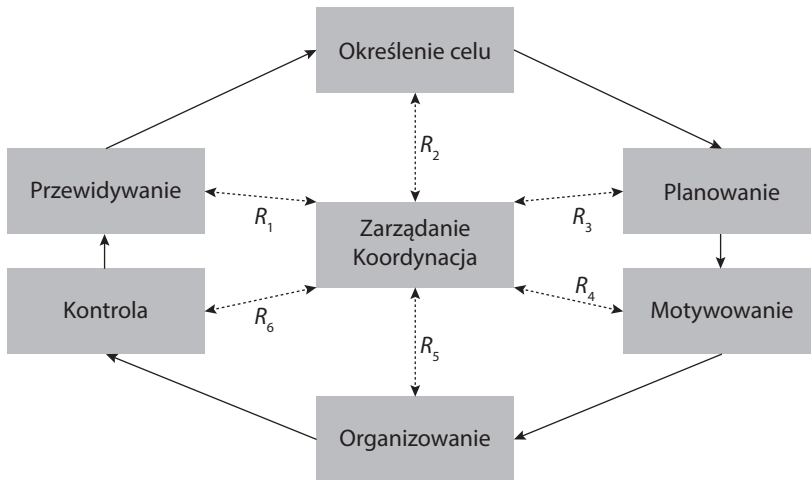 Określenie celu
R2
Przewidywanie
Planowanie
R1
R3
Zarządanie
Koordynacja
Kontrola
R6
R4
Motywowanie
R5
Organizowanie